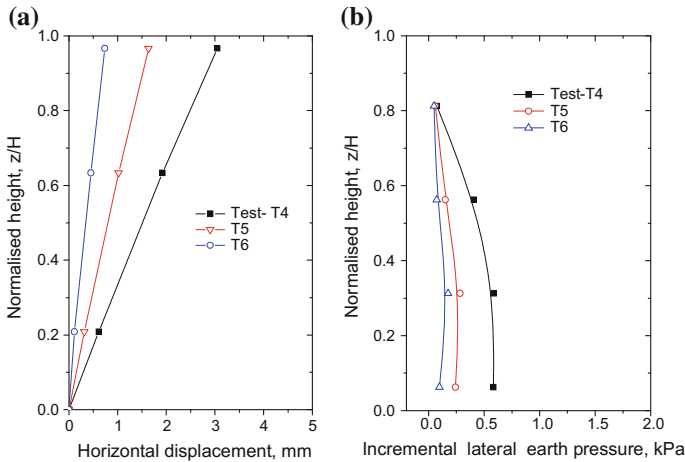 (a)
1.0
0.8
0.6
0.4
0.2
0.0
Normalised height, z/H
Test- T4
T5
T6
0 1 2 3 4 5
Horizontal displacement, mm
(b)
1.0
0.8
0.6
0.4
0.2
0.0
Normalised height, z/H
Test-T4
T5
T6
0.0 0.5 1.0 1.5 2.0
Incremental lateral earth pressure, kPa